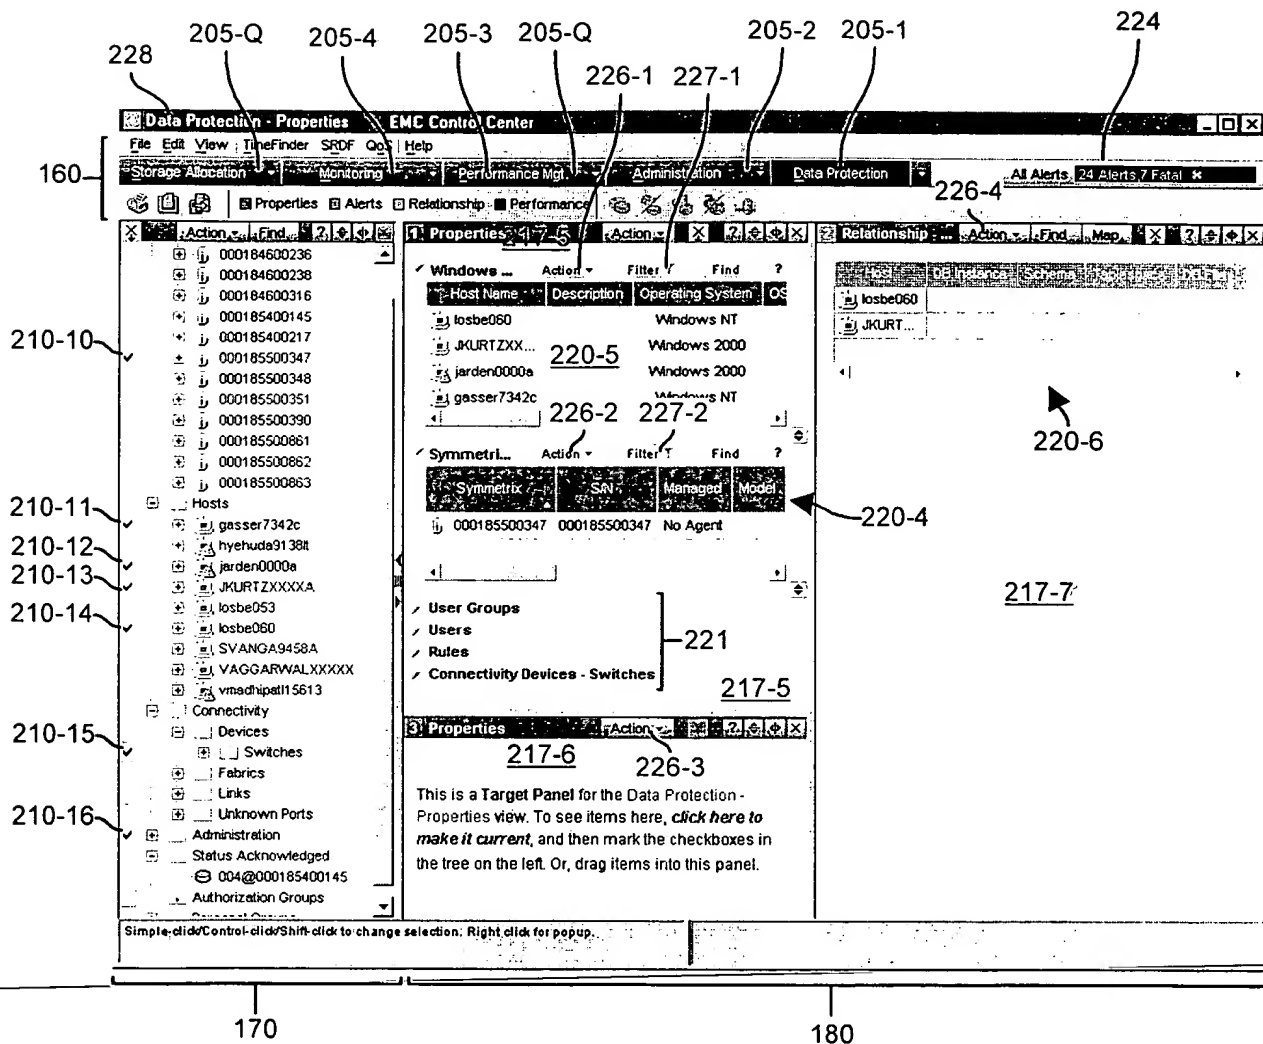 205-Q 205-4 205-3 205-Q 205-2 205-1 224
228 226-1 227-1
Data Protection - Properties EMC Control Center
File Edit View TimeFinder SRDF QoS Help
160
Storage Allocation Monitoring Performance Mgt. Administration Data Protection All Alerts 24 Alerts,7 Fatal
226-4
Properties Alerts Relationship Performance
Action Find ?
1 Properties 217-5 Action ?
2 Relationship ... Action Find Map ?
000184600236
000184600238
000184600316
000185400145
000185400217
210-10 000185500347
000185500348
000185500351
000185500390
000185500861
000185500862
000185500863
Hosts
210-11 gasser7342c
210-12 hyehuda9138lt
jarden0000a
210-13 JKURTZXXXXA
losbe053
210-14 losbe060
SVANGA9458A
VAGGARWALXXXXX
vmadhipatl15613
Connectivity
Devices
210-15 Switches
Fabrics
Links
Unknown Ports
210-16 Administration
Status Acknowledged
004@000185400145
Authorization Groups
Windows ... Action Filter Find ?
Host Name Description Operating System OS
losbe060 Windows NT
JKURTZXX... 220-5 Windows 2000
jarden0000a Windows 2000
gasser7342c Windows NT
226-2 227-2
Symmetri... Action Filter Find ?
Symmetrix S/N Managed Model
000185500347 000185500347 No Agent
220-4
User Groups
Users
Rules
Connectivity Devices - Switches
221
217-5
3 Properties Action ?
217-6 226-3
This is a Target Panel for the Data Protection -
Properties view. To see items here, click here to
make it current, and then mark the checkboxes in
the tree on the left. Or, drag items into this panel.
Host DB Instance Schema
losbe060
JKURT...
220-6
217-7
Simple-click/Control-click/Shift-click to change selection. Right click for popup.
170 180